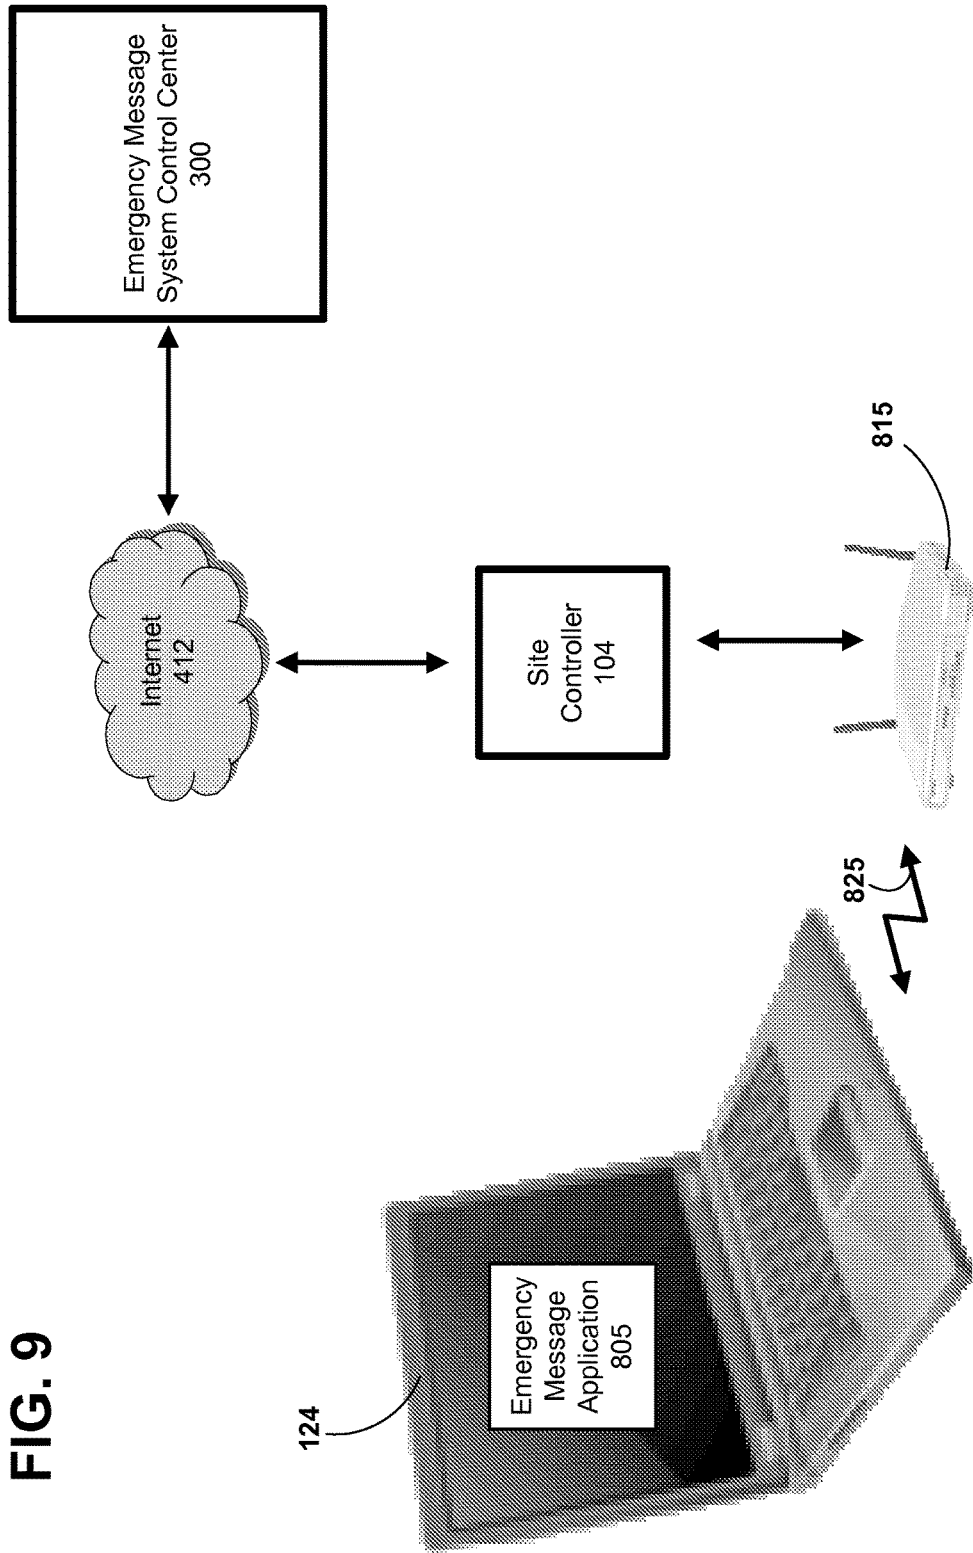 FIG. 9
124
Emergency
Message
Application
805
825
815
Site
Controller
104
Internet
412
Emergency Message
System Control Center
300